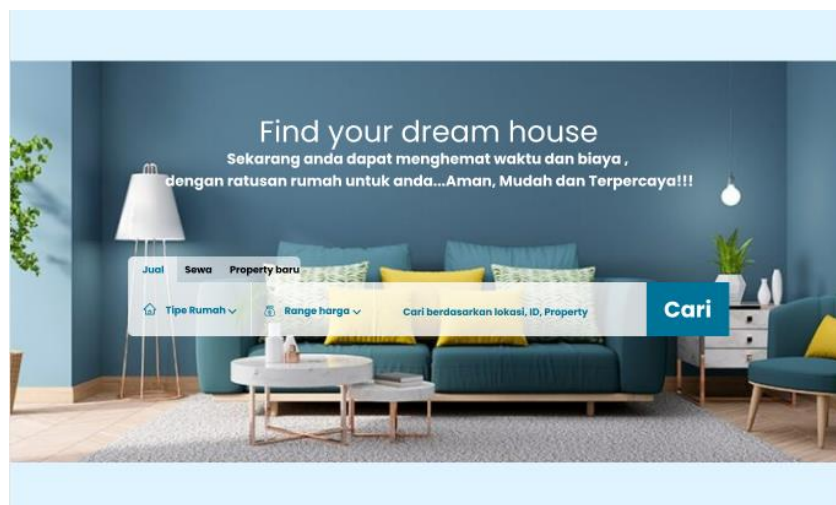 Find your dream house
Sekarang anda dapat menghemat waktu dan biaya ,
dengan ratusan rumah untuk anda...Aman, Mudah dan Terpercaya!!!
Jual Sewa Property baru
Tipe Rumah Range harga Cari berdasarkan lokasi, ID, Property Cari